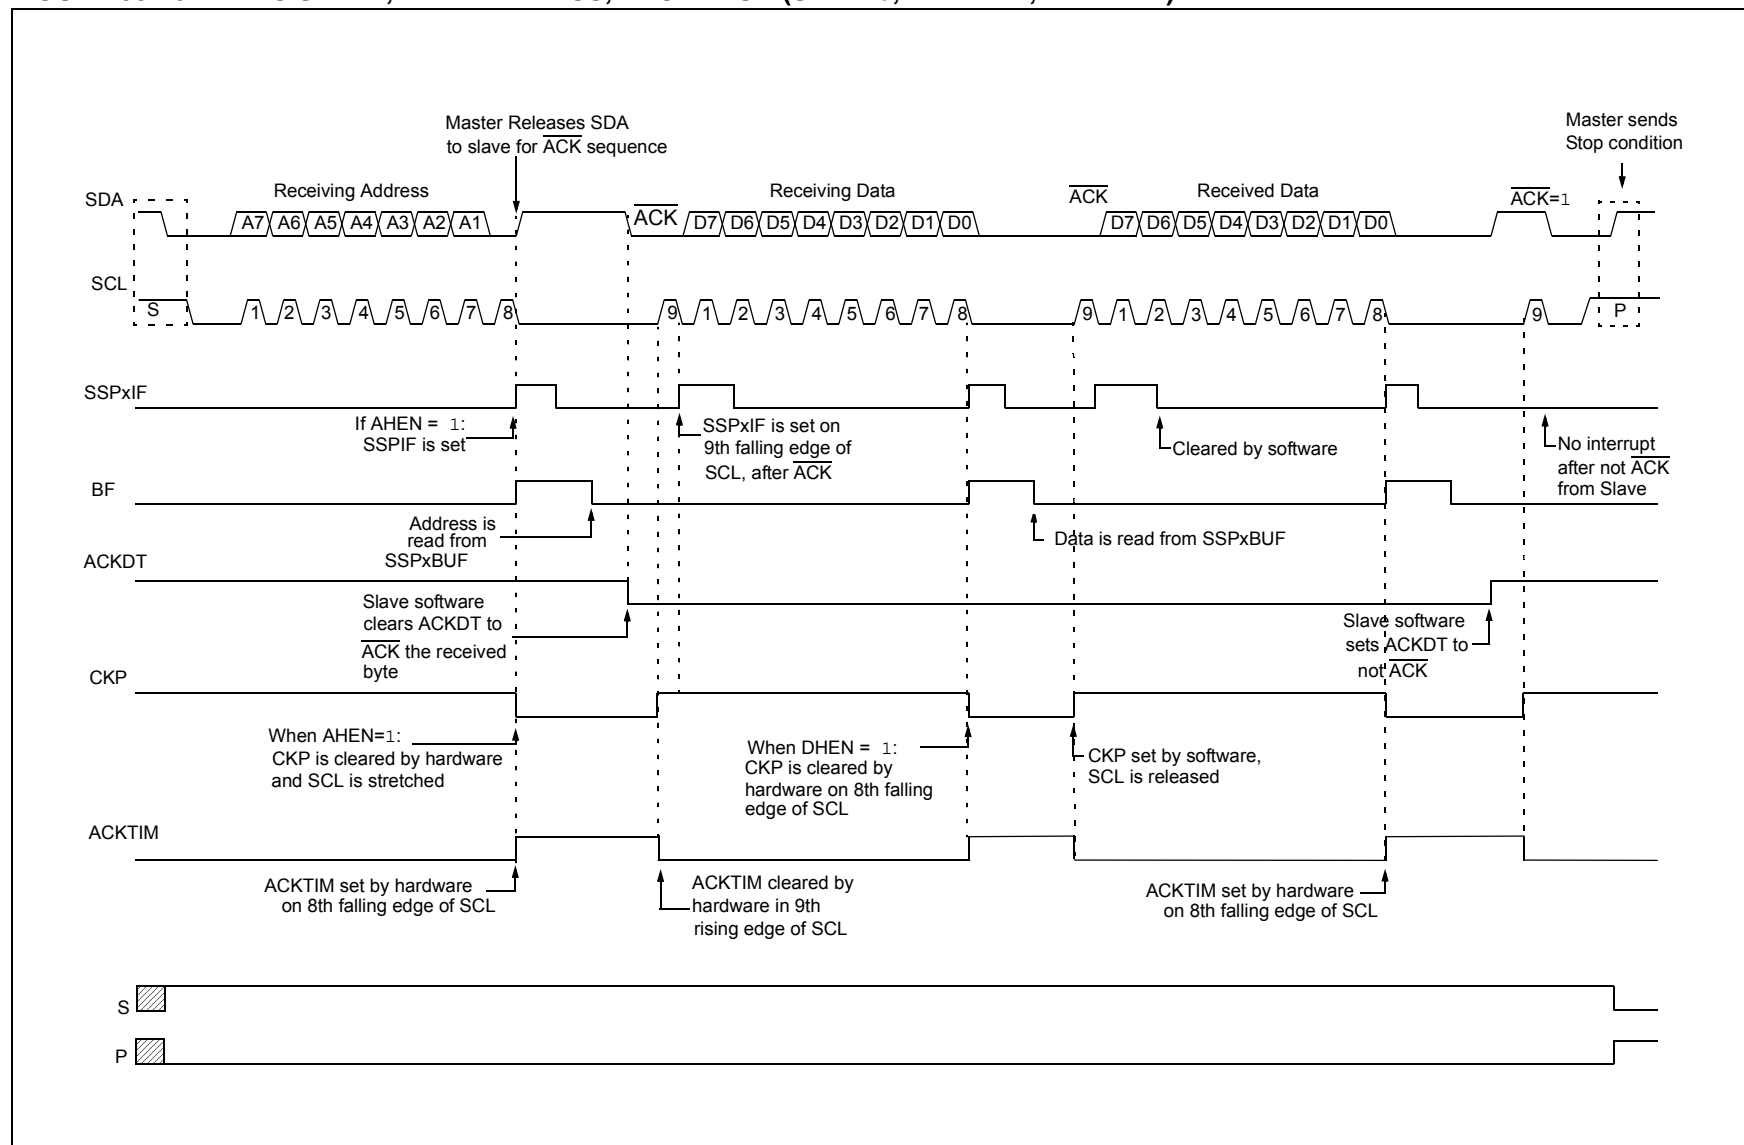 Master Releases SDA
to slave for ACK sequence
Master sends
Stop condition
SDA
Receiving Address
Receiving Data
ACK
Received Data
ACK=1
A7 A6 A5 A4 A3 A2 A1
ACK
D7 D6 D5 D4 D3 D2 D1 D0
D7 D6 D5 D4 D3 D2 D1 D0
SCL
S
1 2 3 4 5 6 7 8
9 1 2 3 4 5 6 7 8
9 1 2 3 4 5 6 7 8
9
P
SSPxIF
If AHEN = 1:
SSPIF is set
SSPxIF is set on
9th falling edge of
SCL, after ACK
Cleared by software
No interrupt
after not ACK
from Slave
BF
Address is
read from
SSPxBUF
Data is read from SSPxBUF
ACKDT
Slave software
clears ACKDT to
ACK the received
byte
Slave software
sets ACKDT to
not ACK
CKP
When AHEN=1:
CKP is cleared by hardware
and SCL is stretched
When DHEN = 1:
CKP is cleared by
hardware on 8th falling
edge of SCL
CKP set by software,
SCL is released
ACKTIM
ACKTIM set by hardware
on 8th falling edge of SCL
ACKTIM cleared by
hardware in 9th
rising edge of SCL
ACKTIM set by hardware
on 8th falling edge of SCL
S
P